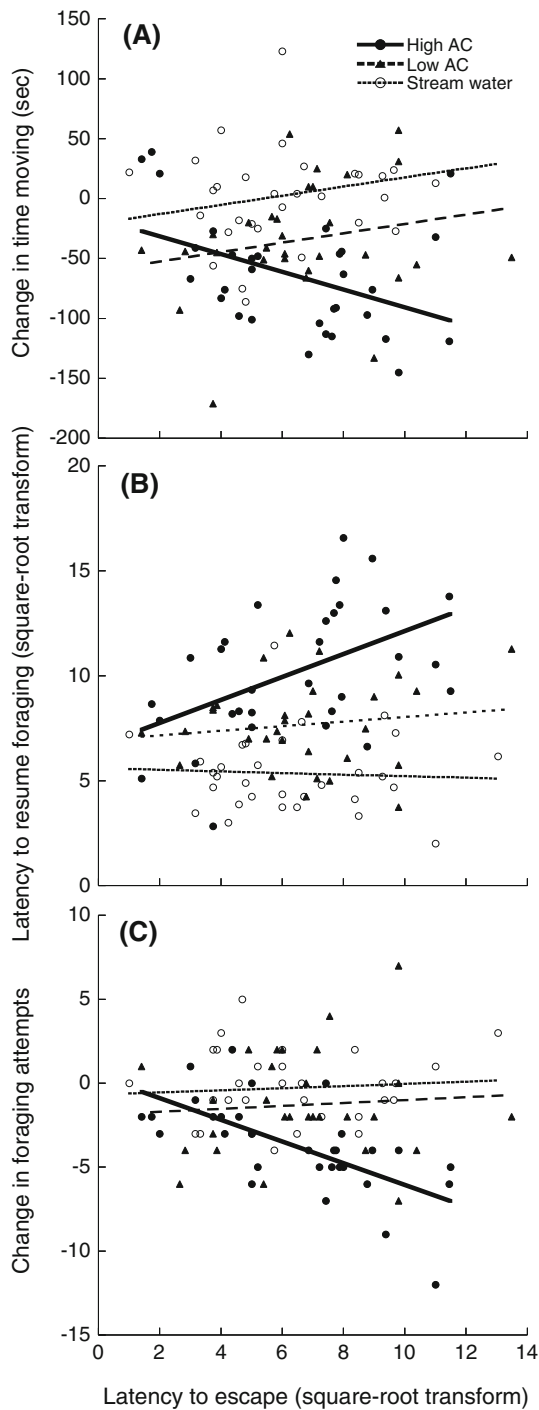 (A)
High AC
Low AC
Stream water
Change in time moving (sec)
150
100
50
0
-50
-100
-150
-200
(B)
Latency to resume foraging (square-root transform)
20
15
10
5
0
(C)
Change in foraging attempts
10
5
0
-5
-10
-15
0 2 4 6 8 10 12 14
Latency to escape (square-root transform)